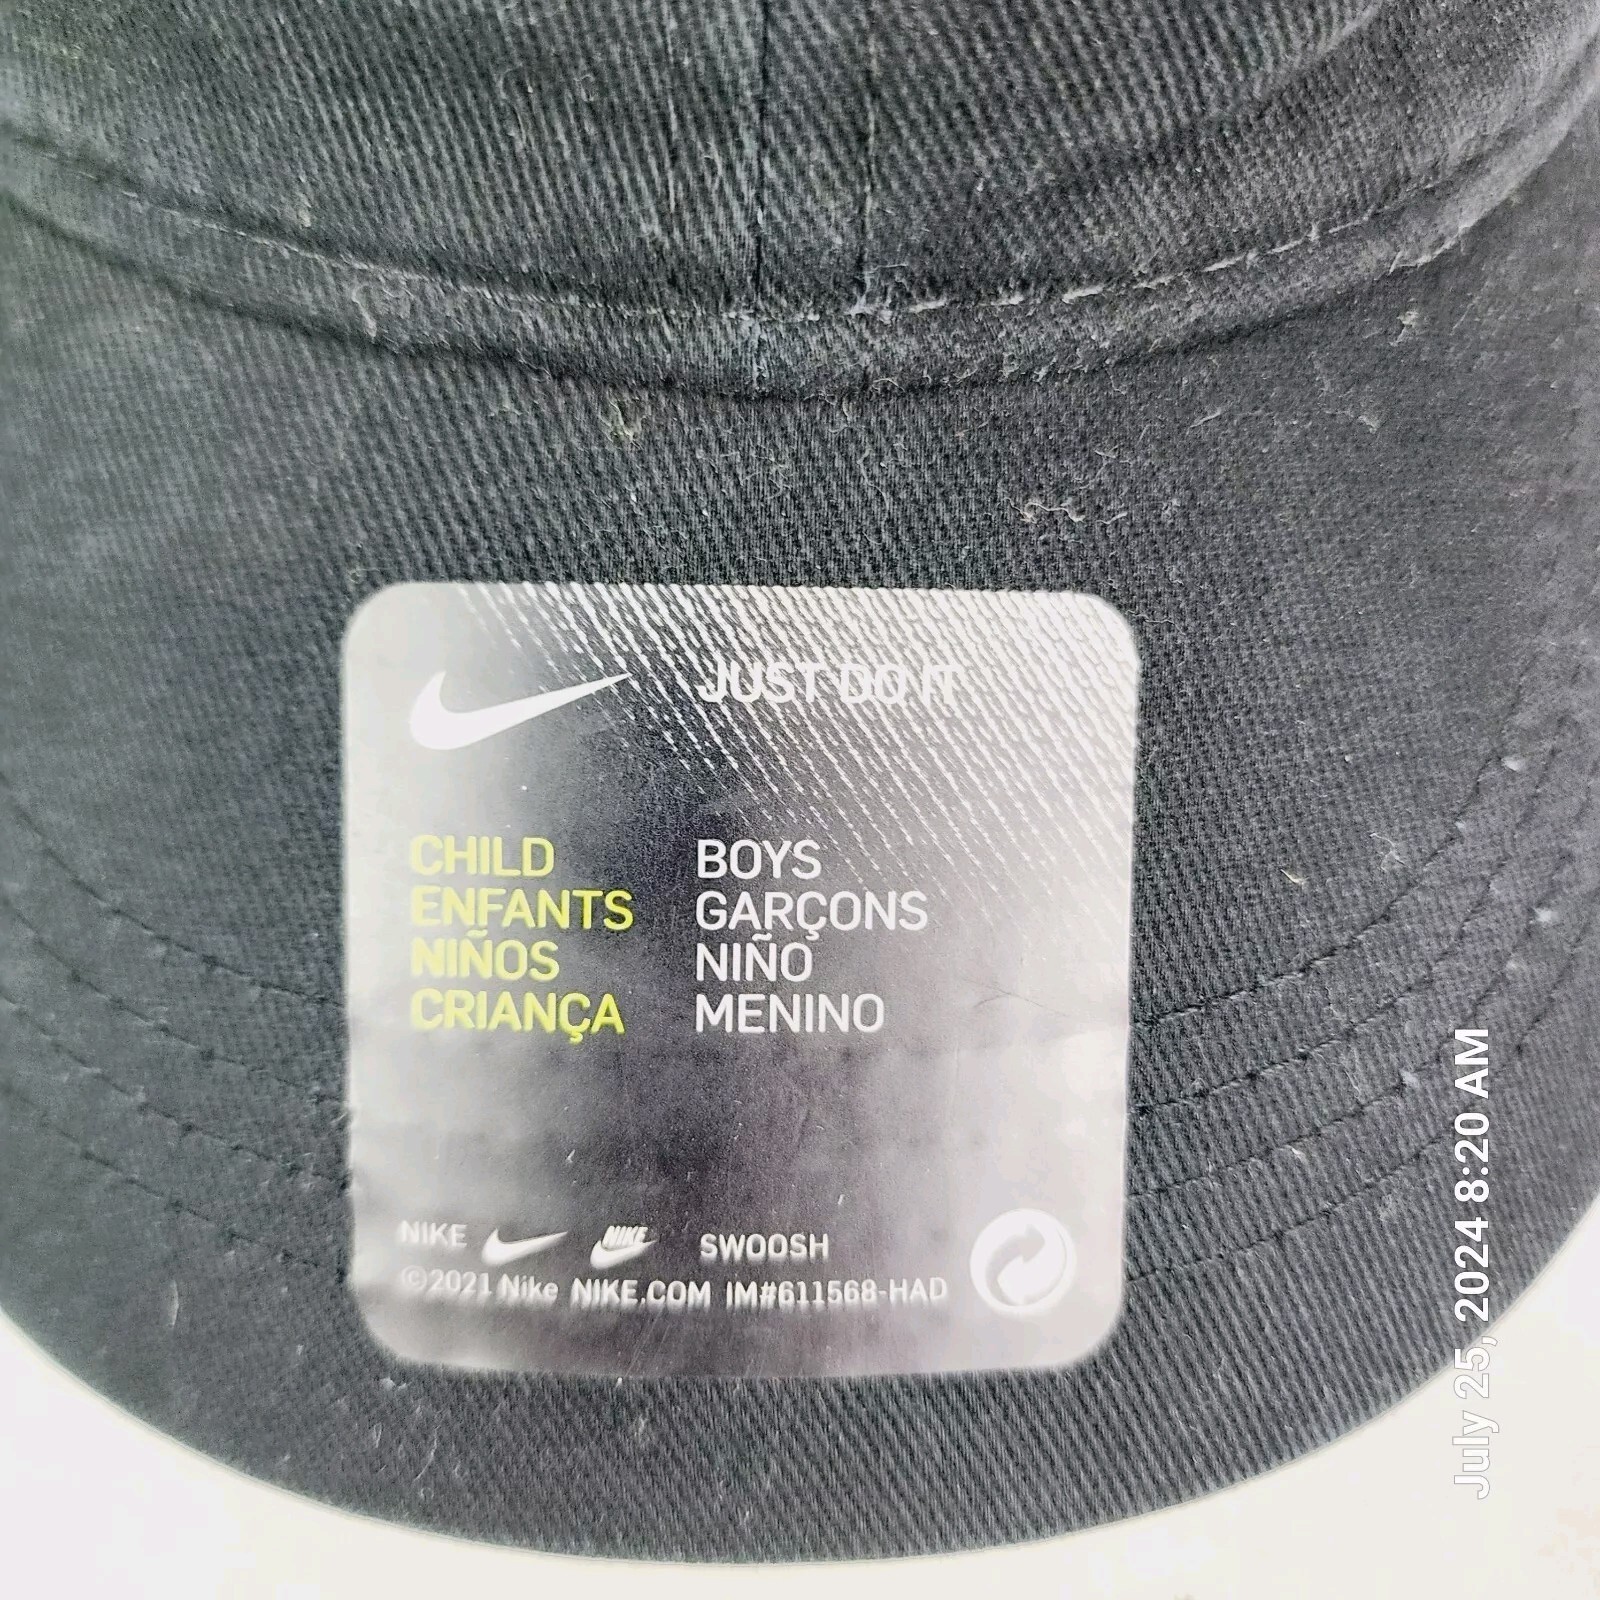 JUST DO IT
CHILD BOYS
ENFANTS GARÇONS
NIÑOS NIÑO
CRIANÇA MENINO
NIKE NIKE SWOOSH
©2021 Nike NIKE.COM IM#611568-HAD
July 25, 2024 8:20 AM